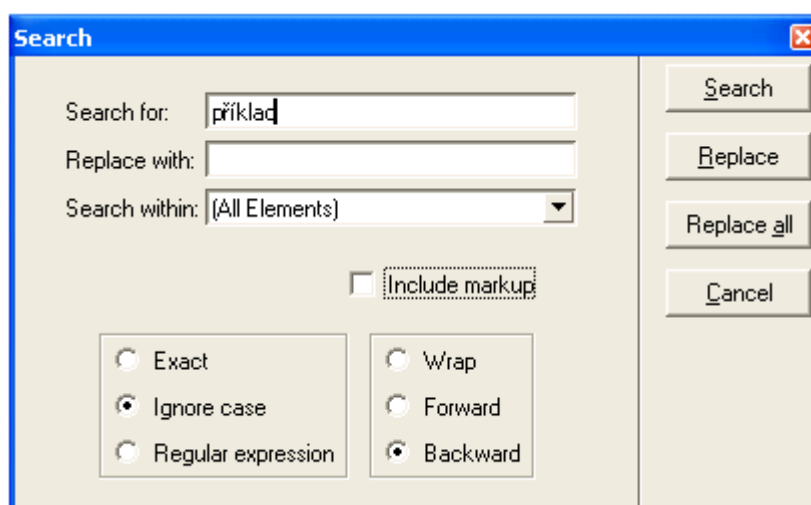 Search
Search for: příklad
Replace with:
Search within: (All Elements)
Include markup
Exact
Ignore case
Regular expression
Wrap
Forward
Backward
Search
Replace
Replace all
Cancel